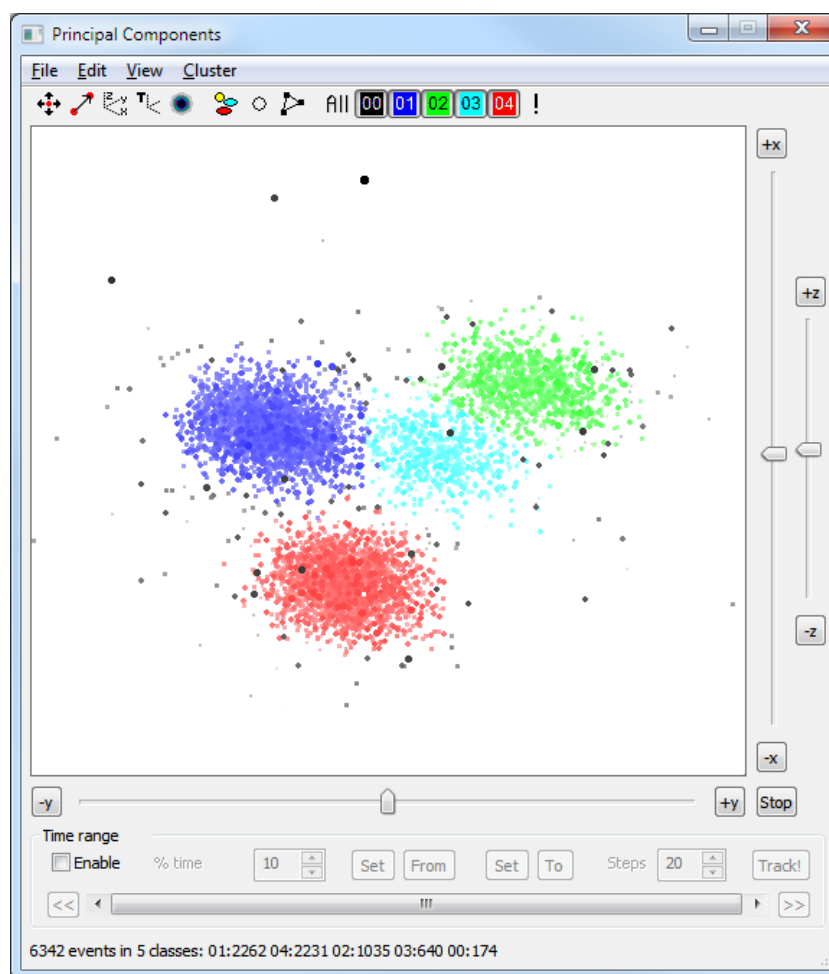 Principal Components
File Edit View Cluster
All 00 01 02 03 04 !
+x
+z
-z
-x
-y +y Stop
Time range
Enable % time 10 Set From Set To Steps 20 Track!
<< >>
6342 events in 5 classes: 01:2262 04:2231 02:1035 03:640 00:174